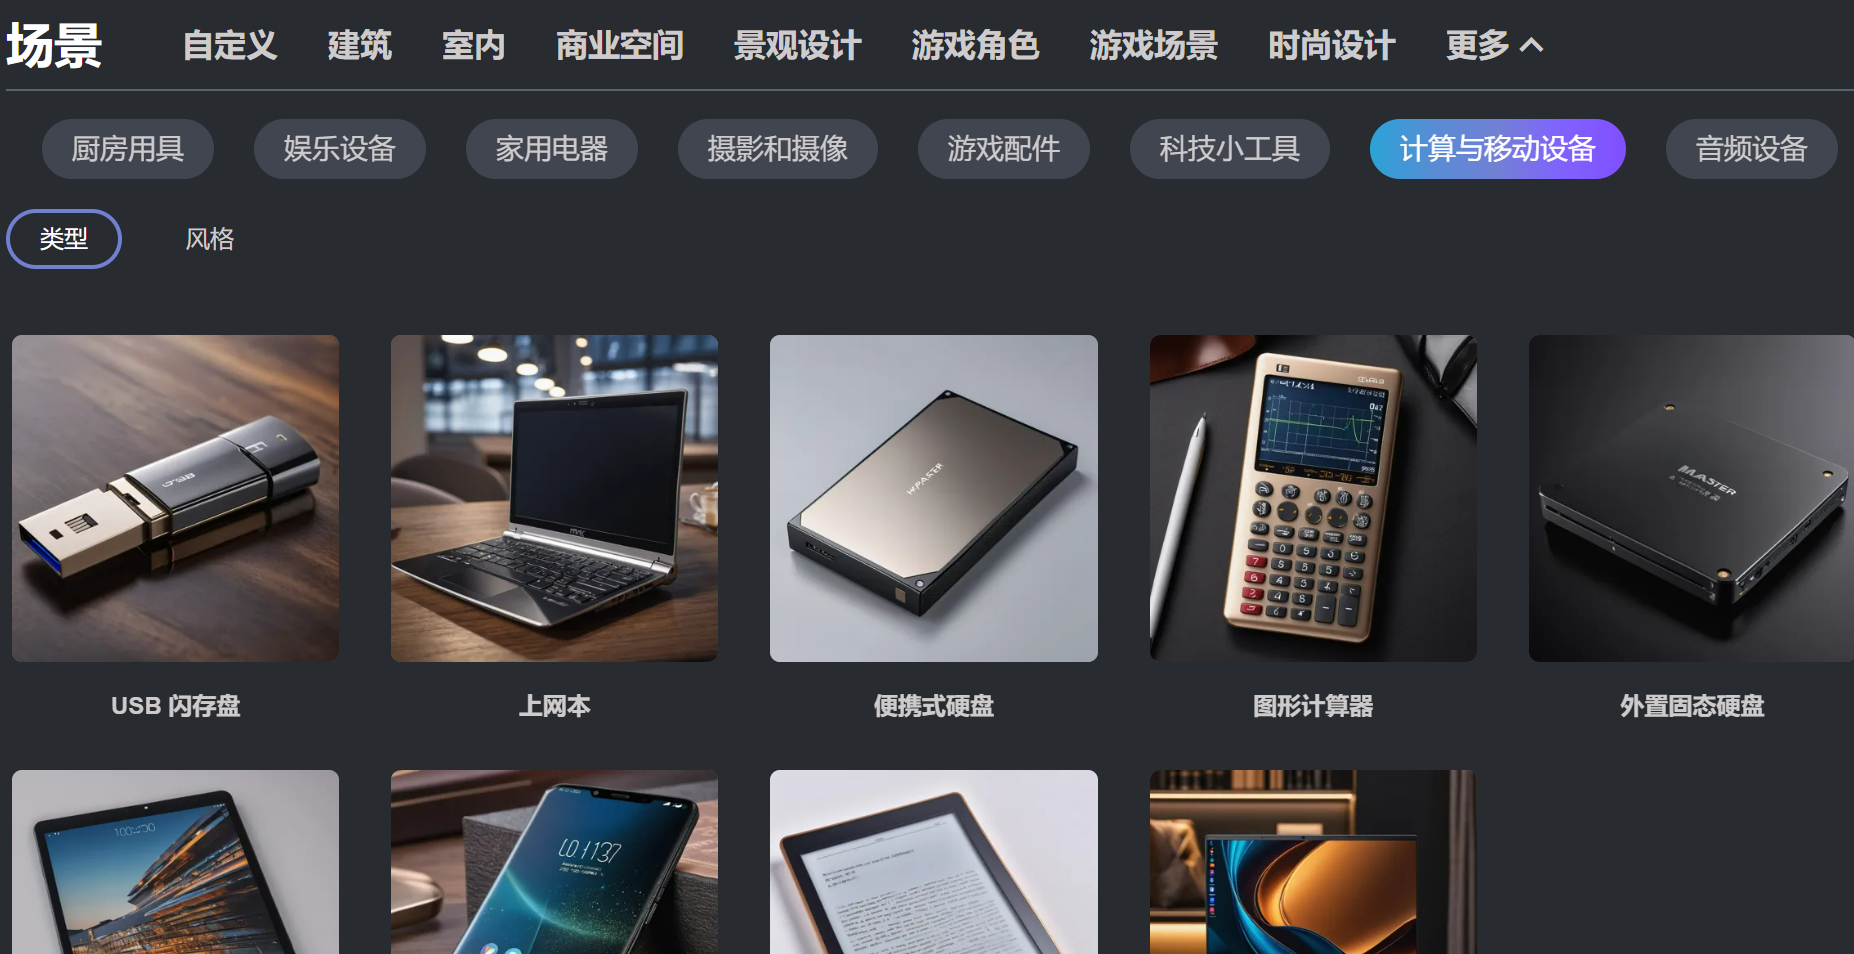 场景 自定义 建筑 室内 商业空间 景观设计 游戏角色 游戏场景 时尚设计 更多
厨房用具 娱乐设备 家用电器 摄影和摄像 游戏配件 科技小工具 计算与移动设备 音频设备
类型 风格
MASTER
USB 闪存盘 上网本 便携式硬盘 图形计算器 外置固态硬盘